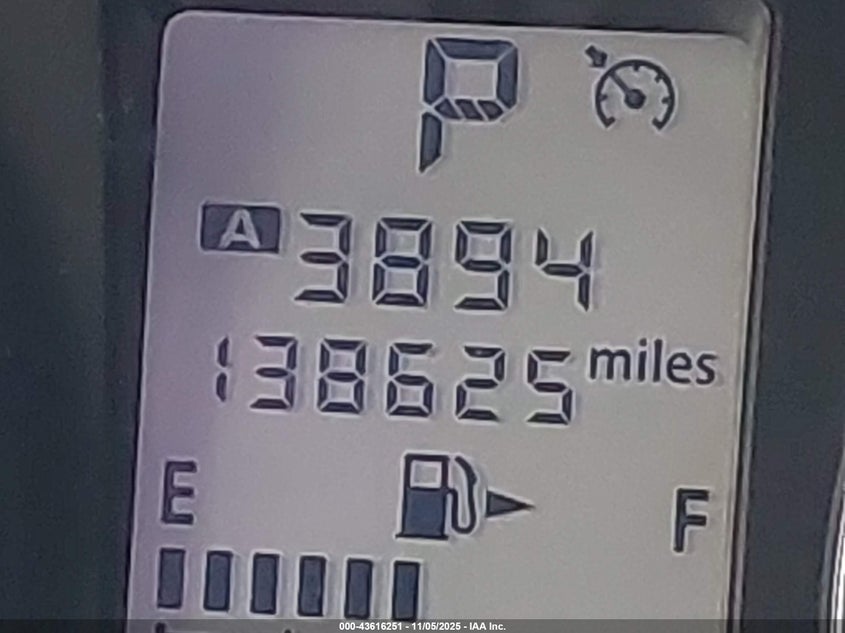 P
A 3894
138625 miles
E F
000-43616251 - 11/05/2025 - IAA Inc.